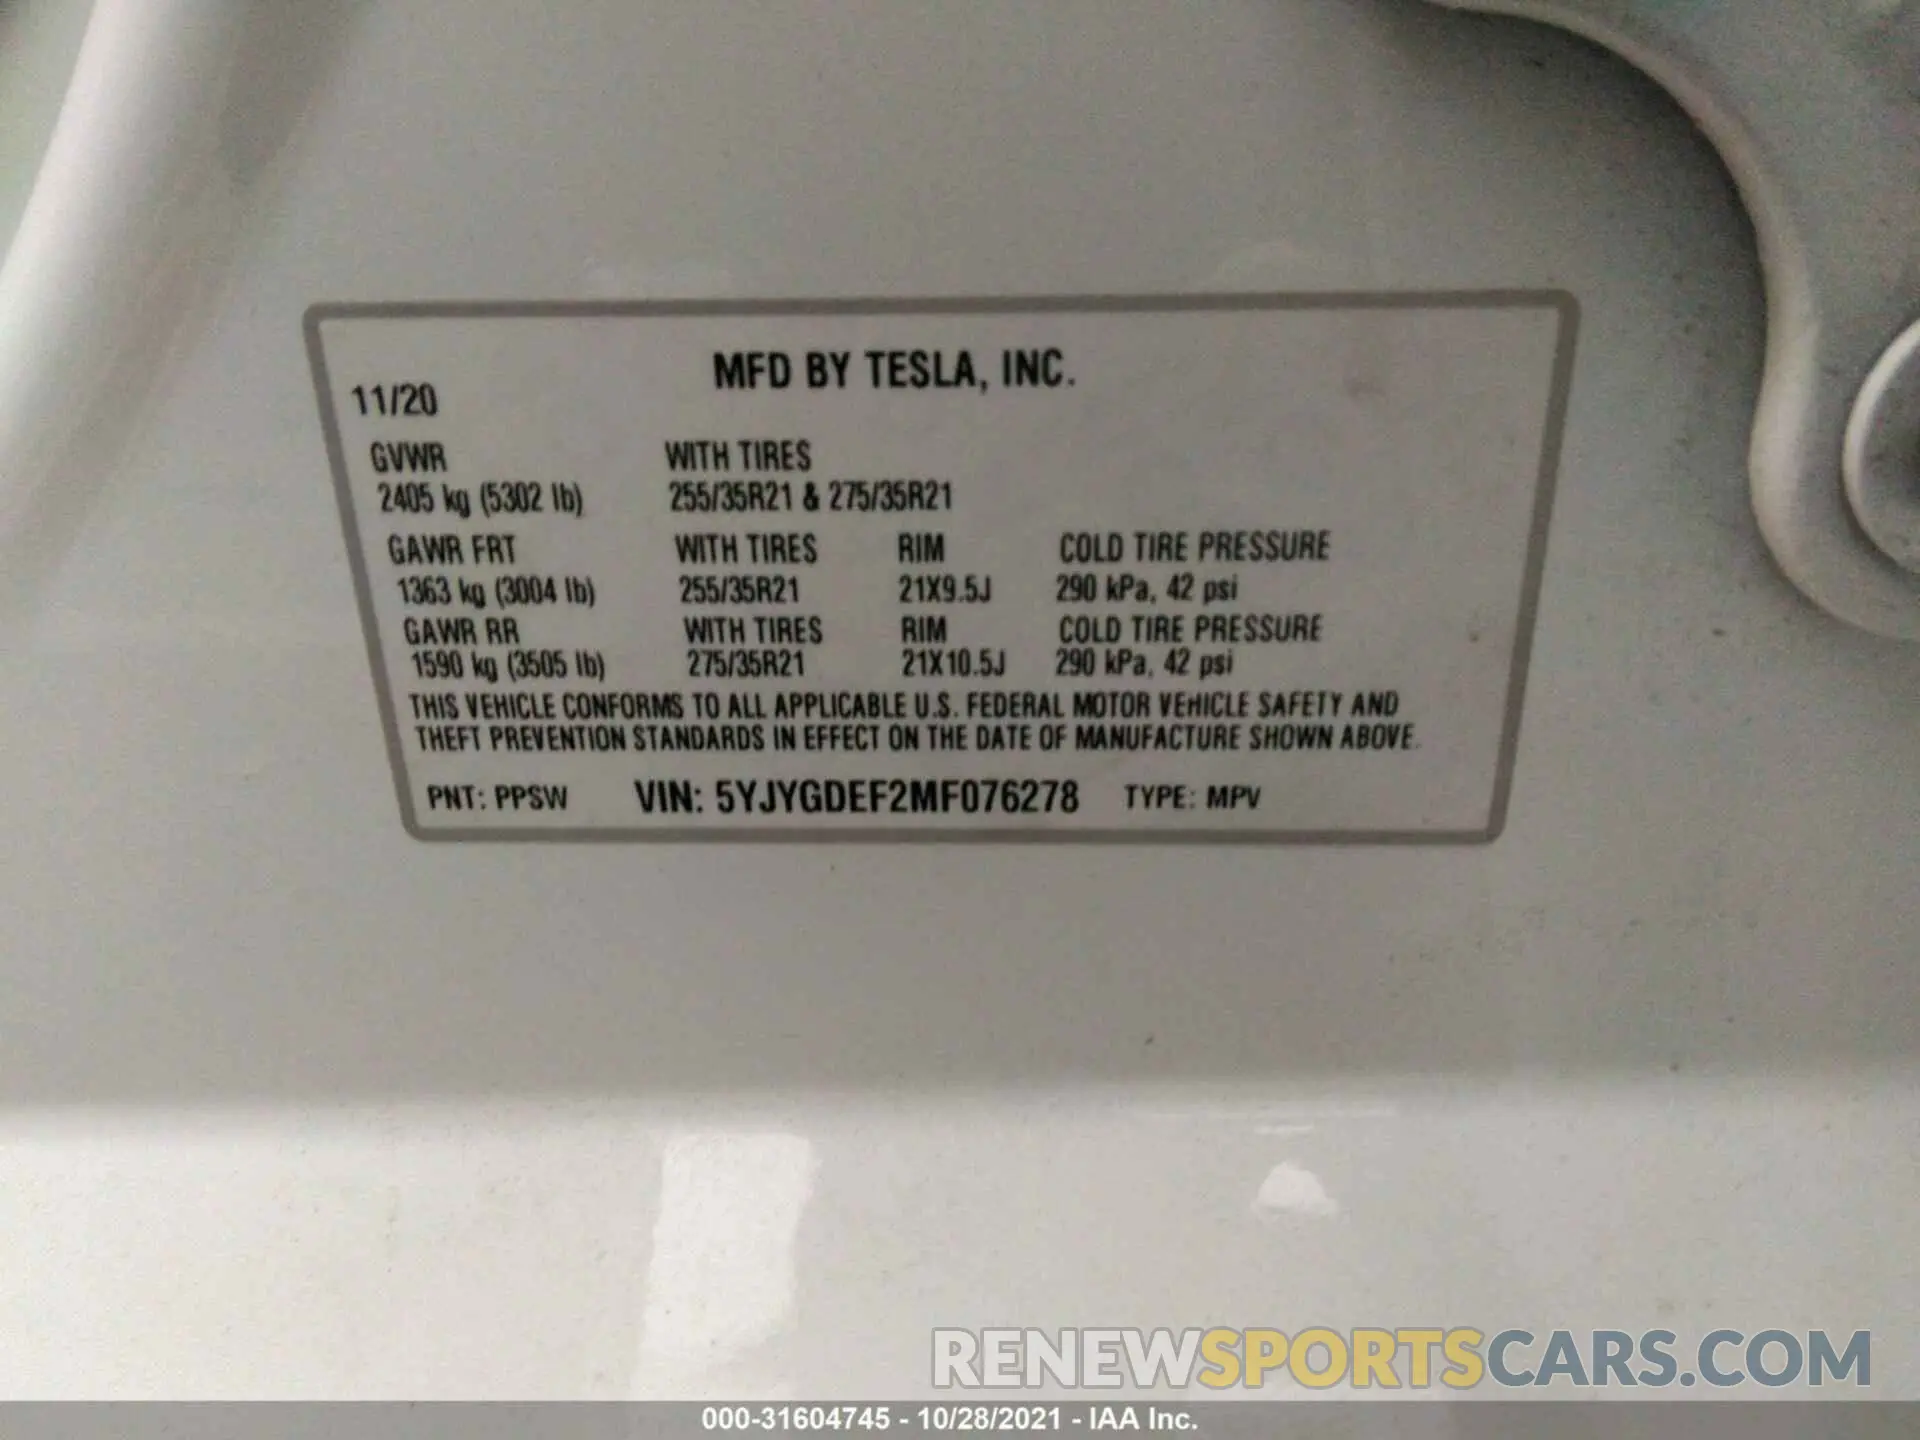 MFD BY TESLA, INC.
11/20
GVWR WITH TIRES
2405 kg (5302 lb) 255/35R21 & 275/35R21
GAWR FRT WITH TIRES RIM COLD TIRE PRESSURE
1363 kg (3004 lb) 255/35R21 21X9.5J 290 kPa, 42 psi
GAWR RR WITH TIRES RIM COLD TIRE PRESSURE
1590 kg (3505 lb) 275/35R21 21X10.5J 290 kPa, 42 psi
THIS VEHICLE CONFORMS TO ALL APPLICABLE U.S. FEDERAL MOTOR VEHICLE SAFETY AND
THEFT PREVENTION STANDARDS IN EFFECT ON THE DATE OF MANUFACTURE SHOWN ABOVE.
PNT: PPSW VIN: 5YJYGDEF2MF076278 TYPE: MPV
RENEWSPORTSCARS.COM
000-31604745 - 10/28/2021 - IAA Inc.